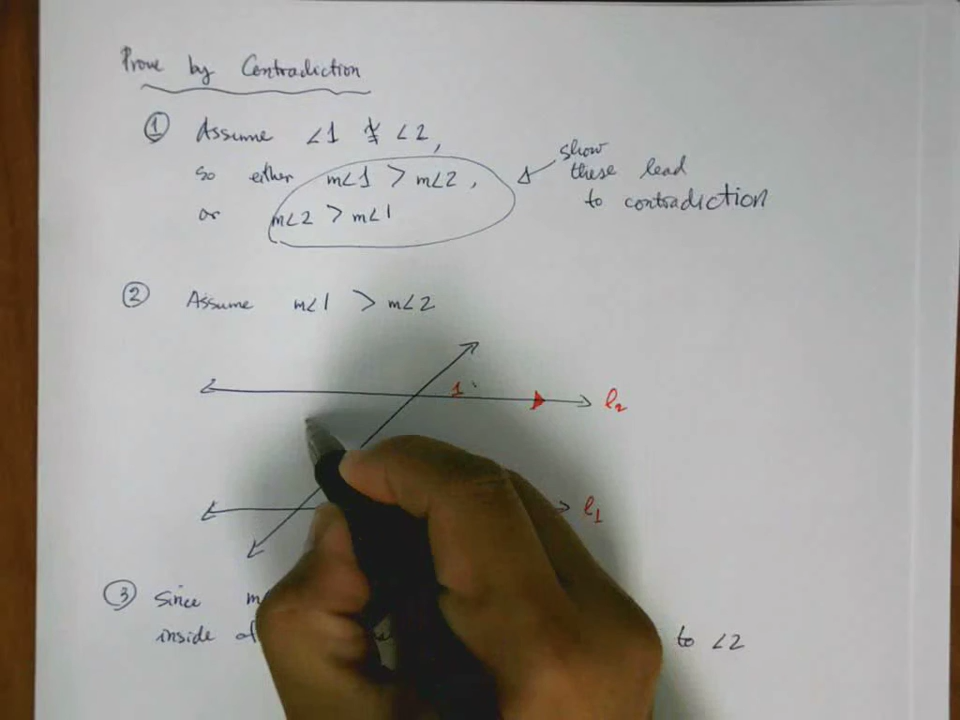 Prove by Contradiction
① Assume ∠1 ≇ ∠2,
so either m∠1 > m∠2,
or m∠2 > m∠1
show
these lead
to contradiction
② Assume m∠1 > m∠2
1
l₂
l₁
③ Since
inside to ∠2